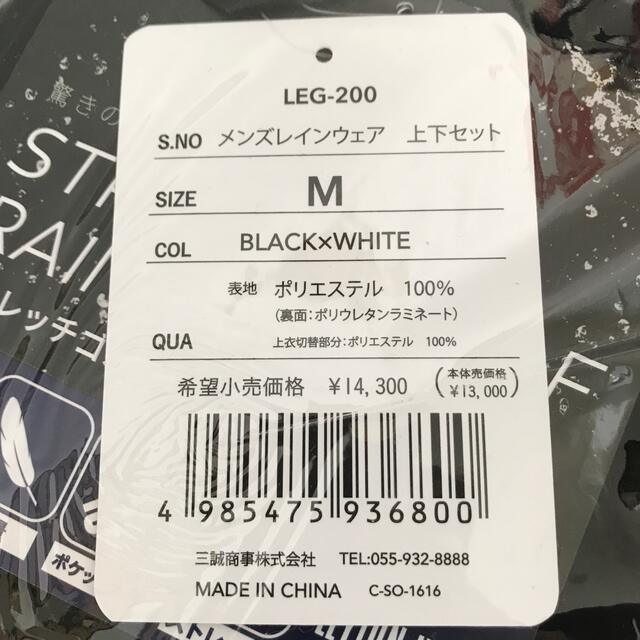 LEG-200
S.NO メンズレインウェア 上下セット
SIZE M
COL BLACK×WHITE
表地 ポリエステル 100%
(裏面:ポリウレタンラミネート)
QUA 上衣切替部分:ポリエステル 100%
希望小売価格 ¥14,300 (本体売価格 ¥13,000)
4 985475 936800
三誠商事株式会社 TEL:055-932-8888
MADE IN CHINA C-SO-1616
驚きの
ST
RAI
レッチゴ
F
ポケッ